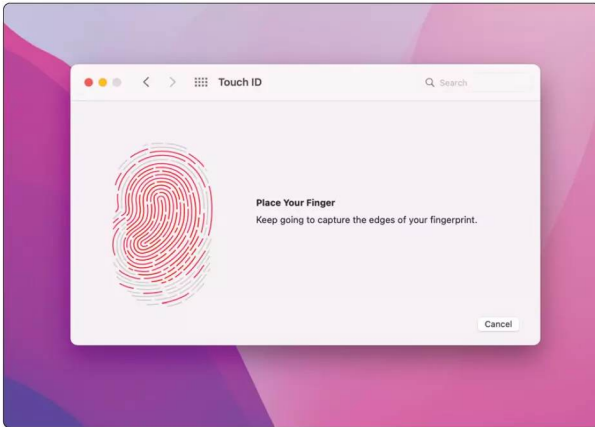 Touch ID
Search
Place Your Finger
Keep going to capture the edges of your fingerprint.
Cancel